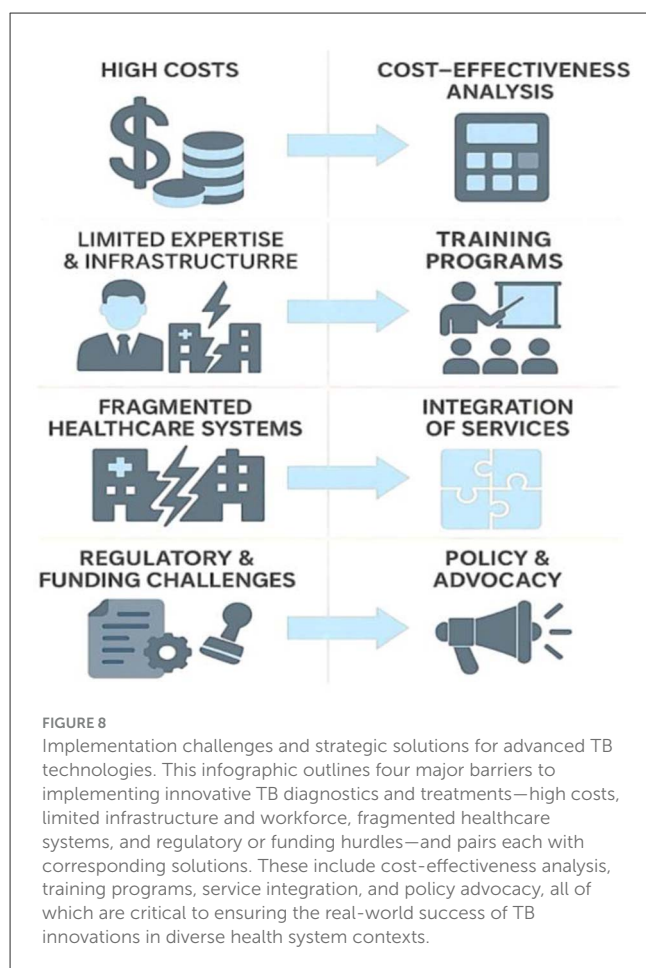 HIGH COSTS
COST–EFFECTIVENESS
ANALYSIS
LIMITED EXPERTISE
& INFRASTRUCTURRE
TRAINING
PROGRAMS
FRAGMENTED
HEALTHCARE SYSTEMS
INTEGRATION
OF SERVICES
REGULATORY &
FUNDING CHALLENGES
POLICY &
ADVOCACY
FIGURE 8
Implementation challenges and strategic solutions for advanced TB
technologies. This infographic outlines four major barriers to
implementing innovative TB diagnostics and treatments—high costs,
limited infrastructure and workforce, fragmented healthcare
systems, and regulatory or funding hurdles—and pairs each with
corresponding solutions. These include cost-effectiveness analysis,
training programs, service integration, and policy advocacy, all of
which are critical to ensuring the real-world success of TB
innovations in diverse health system contexts.